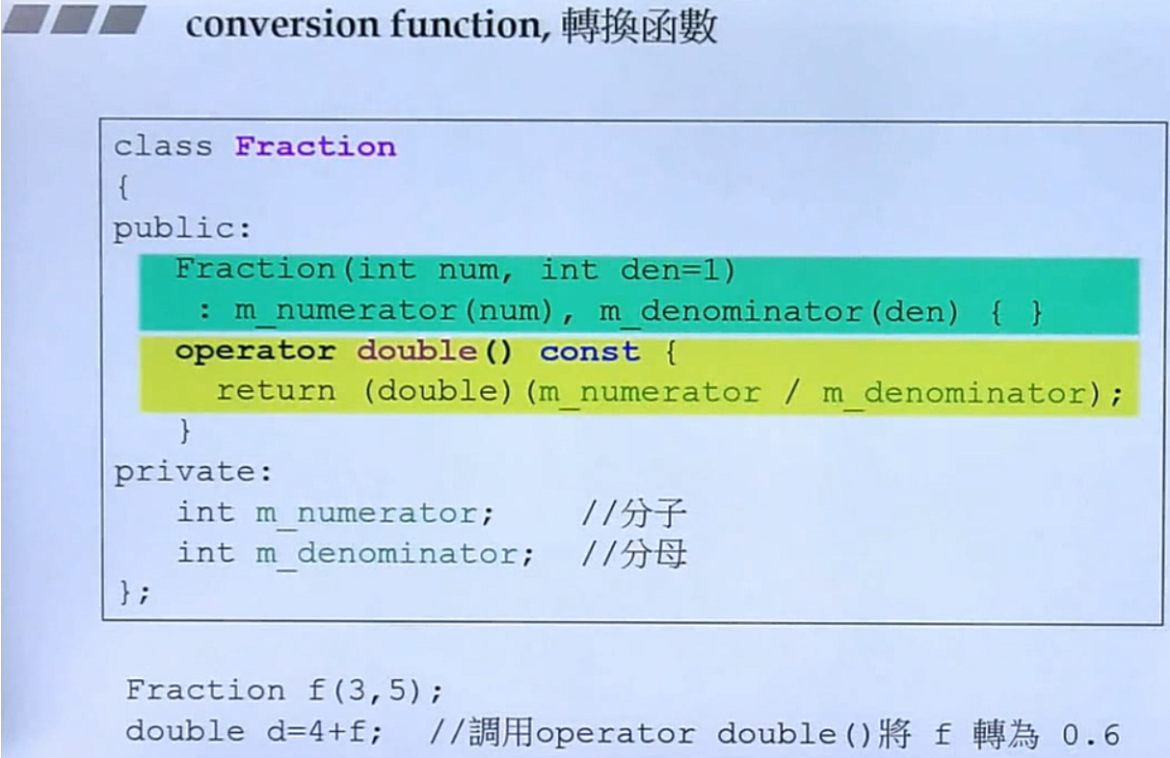 conversion function, 轉換函數
class Fraction
{
public:
Fraction(int num, int den=1)
: m_numerator(num), m_denominator(den) { }
operator double() const {
return (double)(m_numerator / m_denominator);
}
private:
int m_numerator; //分子
int m_denominator; //分母
};
Fraction f(3,5);
double d=4+f; //調用operator double()將 f 轉為 0.6